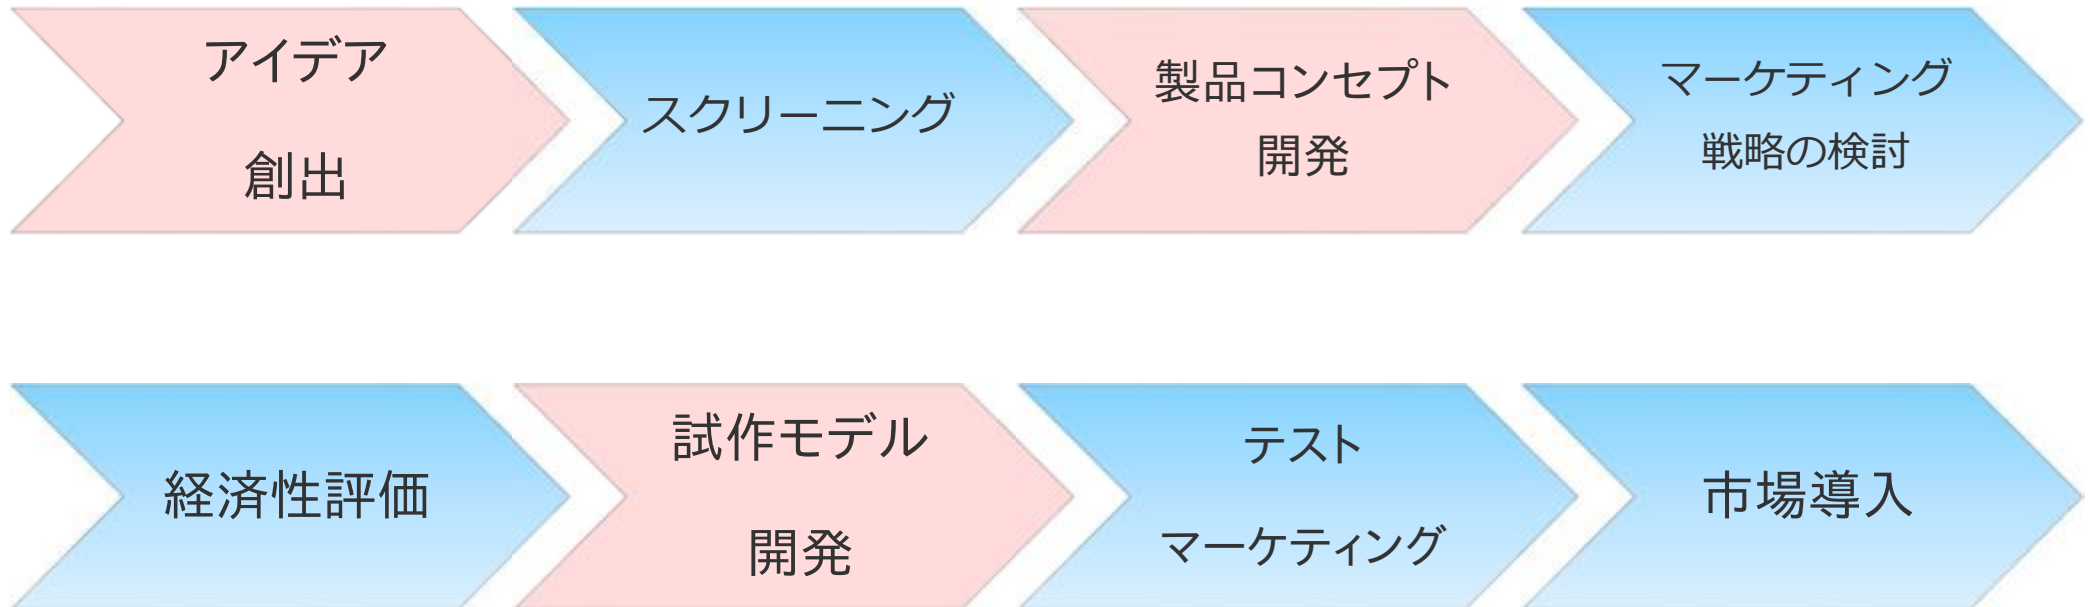 アイデア
創出
スクリーニング
製品コンセプト
開発
マーケティング
戦略の検討
経済性評価
試作モデル
開発
テスト
マーケティング
市場導入